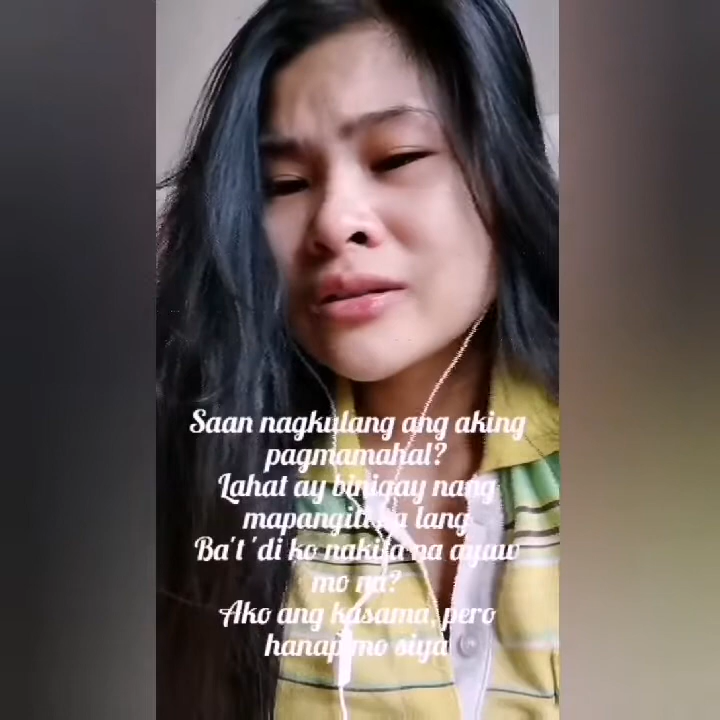 Saan nagkulang ang aking
pagmamahal?
Lahat ay binigay nang
mapangiti ka lang
Ba't 'di ko nakita na ayaw
mo na?
Ako ang kasama, pero
hanap mo siya